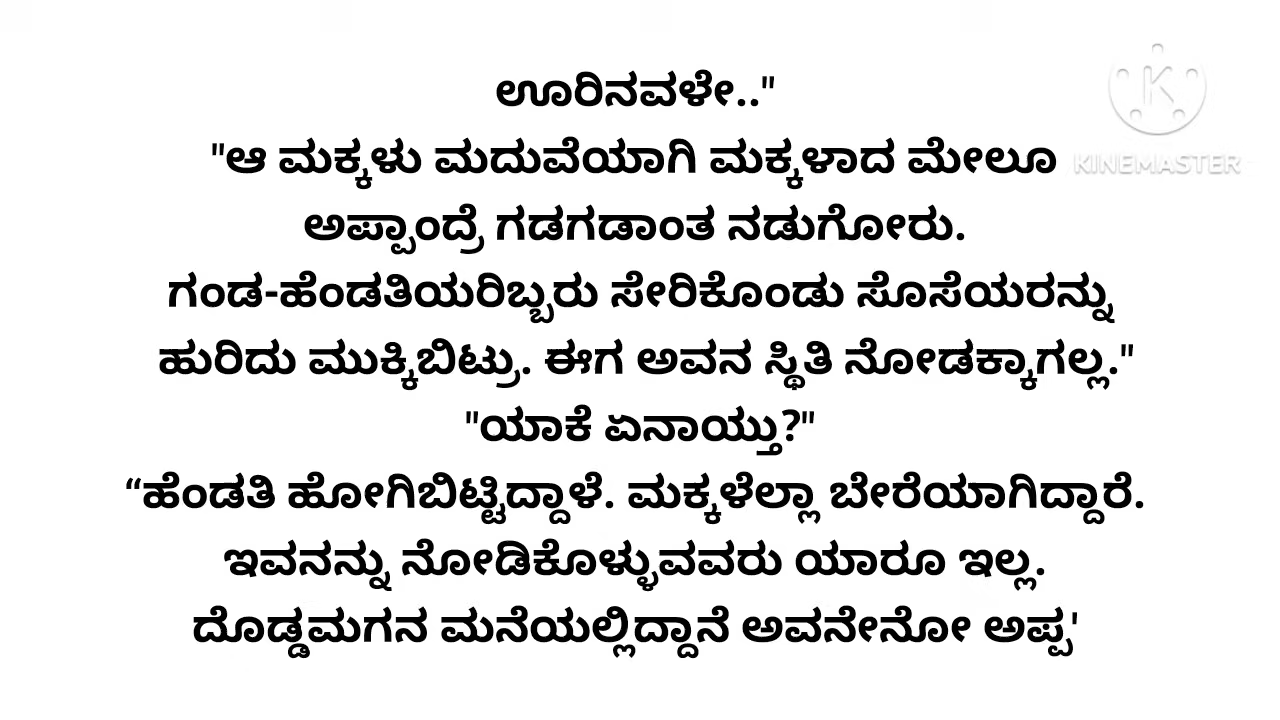 ಊರಿನವಳೇ.."
"ಆ ಮಕ್ಕಳು ಮದುವೆಯಾಗಿ ಮಕ್ಕಳಾದ ಮೇಲೂ
ಅಪ್ಪಾಂದ್ರೆ ಗಡಗಡಾಂತ ನಡುಗೋರು.
ಗಂಡ-ಹೆಂಡತಿಯರಿಬ್ಬರು ಸೇರಿಕೊಂಡು ಸೊಸೆಯರನ್ನು
ಹುರಿದು ಮುಕ್ಕಿಬಿಟ್ರು. ಈಗ ಅವನ ಸ್ಥಿತಿ ನೋಡಕ್ಕಾಗಲ್ಲ."
"ಯಾಕೆ ಏನಾಯ್ತು?"
“ಹೆಂಡತಿ ಹೋಗಿಬಿಟ್ಟಿದ್ದಾಳೆ. ಮಕ್ಕಳೆಲ್ಲಾ ಬೇರೆಯಾಗಿದ್ದಾರೆ.
ಇವನನ್ನು ನೋಡಿಕೊಳ್ಳುವವರು ಯಾರೂ ಇಲ್ಲ.
ದೊಡ್ಡಮಗನ ಮನೆಯಲ್ಲಿದ್ದಾನೆ ಅವನೇನೋ ಅಪ್ಪ'
KINEMASTER